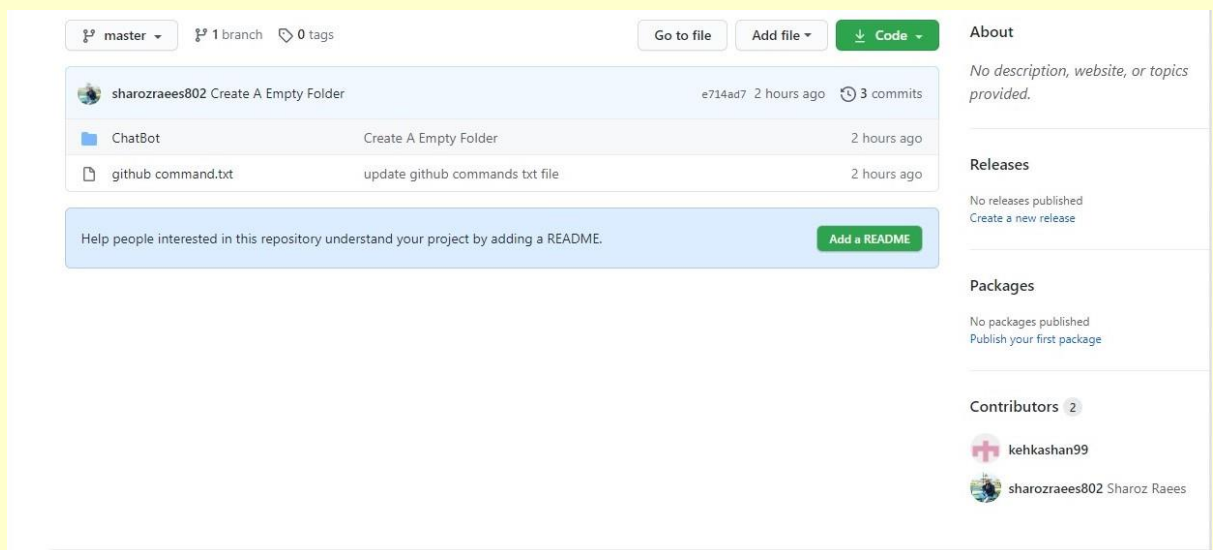 master 1 branch 0 tags Go to file Add file Code
sharozraees802 Create A Empty Folder e714ad7 2 hours ago 3 commits
ChatBot Create A Empty Folder 2 hours ago
github command.txt update github commands txt file 2 hours ago
Help people interested in this repository understand your project by adding a README. Add a README
About
No description, website, or topics
provided.
Releases
No releases published
Create a new release
Packages
No packages published
Publish your first package
Contributors 2
kehkashan99
sharozraees802 Sharoz Raees